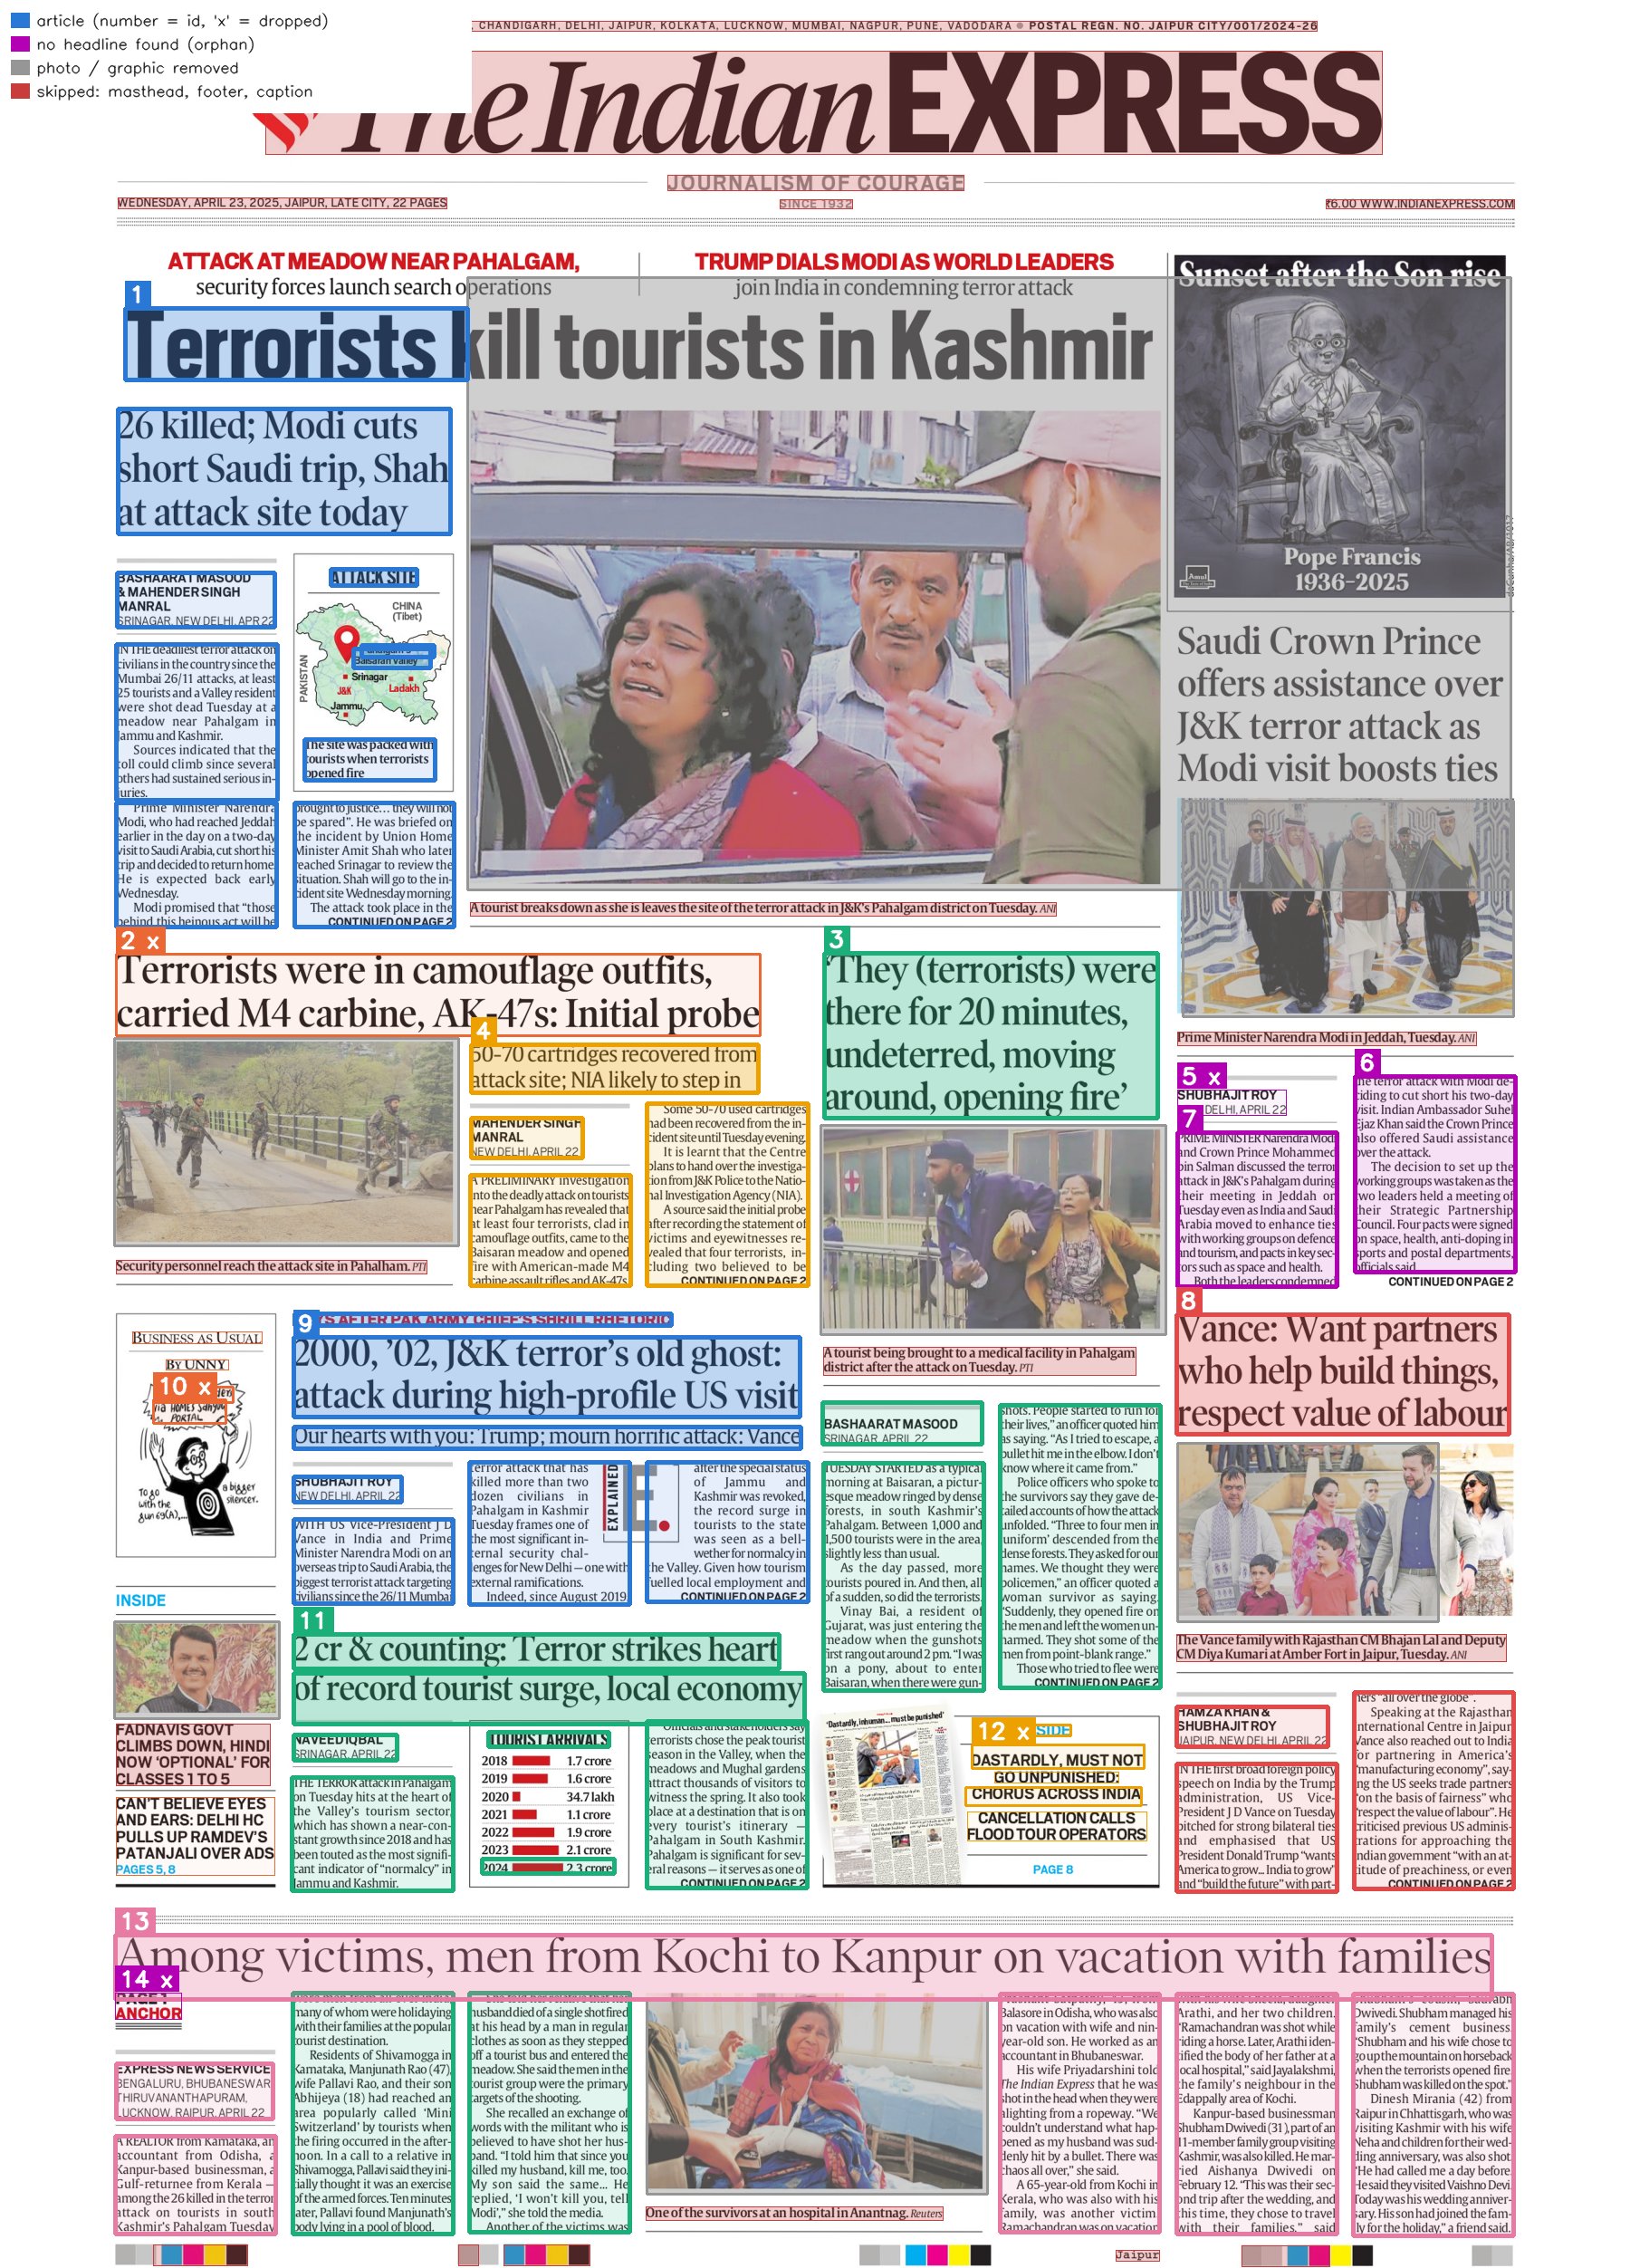 article (number = id, 'x' = dropped)
no headline found (orphan)
photo / graphic removed
skipped: masthead, footer, caption
CHANDIGARH, DELHI, JAIPUR, KOLKATA, LUCKNOW, MUMBAI, NAGPUR, PUNE, VADODARA ● POSTAL REGN. NO. JAIPUR CITY/001/2024-26
The Indian EXPRESS
JOURNALISM OF COURAGE
WEDNESDAY, APRIL 23, 2025, JAIPUR, LATE CITY, 22 PAGES
SINCE 1932
₹6.00 WWW.INDIANEXPRESS.COM
ATTACK AT MEADOW NEAR PAHALGAM,
security forces launch search operations
TRUMP DIALS MODI AS WORLD LEADERS
join India in condemning terror attack
1
Terrorists kill tourists in Kashmir
26 killed; Modi cuts
short Saudi trip, Shah
at attack site today
BASHAARAT MASOOD
& MAHENDER SINGH
MANRAL
SRINAGAR, NEW DELHI, APR 22
IN THE deadliest terror attack on
civilians in the country since the
Mumbai 26/11 attacks, at least
25 tourists and a Valley resident
were shot dead Tuesday at a
meadow near Pahalgam in
Jammu and Kashmir.
Sources indicated that the
toll could climb since several
others had sustained serious in-
juries.
Prime Minister Narendra
Modi, who had reached Jeddah
earlier in the day on a two-day
visit to Saudi Arabia, cut short his
trip and decided to return home.
He is expected back early
Wednesday.
Modi promised that "those
behind this heinous act will be
ATTACK SITE
CHINA
(Tibet)
PAKISTAN
Baisaran Valley
Srinagar
J&K
Ladakh
Jammu
The site was packed with
tourists when terrorists
opened fire
brought to justice... they will not
be spared". He was briefed on
the incident by Union Home
Minister Amit Shah who later
reached Srinagar to review the
situation. Shah will go to the in-
cident site Wednesday morning.
The attack took place in the
CONTINUED ON PAGE 2
A tourist breaks down as she is leaves the site of the terror attack in J&K's Pahalgam district on Tuesday. ANI
Sunset after the Son rise
Pope Francis
1936-2025
Amul
Saudi Crown Prince
offers assistance over
J&K terror attack as
Modi visit boosts ties
Prime Minister Narendra Modi in Jeddah, Tuesday. ANI
5 x
SHUBHAJIT ROY
DELHI, APRIL 22
7
PRIME MINISTER Narendra Modi
and Crown Prince Mohammed
bin Salman discussed the terror
attack in J&K's Pahalgam during
their meeting in Jeddah on
Tuesday even as India and Saudi
Arabia moved to enhance ties
with working groups on defence
and tourism, and pacts in key sec-
tors such as space and health.
Both the leaders condemned
6
the terror attack with Modi de-
ciding to cut short his two-day
visit. Indian Ambassador Suhel
Ejaz Khan said the Crown Prince
also offered Saudi assistance
over the attack.
The decision to set up the
working groups was taken as the
two leaders held a meeting of
their Strategic Partnership
Council. Four pacts were signed
on space, health, anti-doping in
sports and postal departments,
officials said.
CONTINUED ON PAGE 2
2 x
Terrorists were in camouflage outfits,
carried M4 carbine, AK-47s: Initial probe
Security personnel reach the attack site in Pahalham. PTI
4
50-70 cartridges recovered from
attack site; NIA likely to step in
MAHENDER SINGH
MANRAL
NEW DELHI, APRIL 22
A PRELIMINARY investigation
into the deadly attack on tourists
near Pahalgam has revealed that
at least four terrorists, clad in
camouflage outfits, came to the
Baisaran meadow and opened
fire with American-made M4
carbine assault rifles and AK-47s.
Some 50-70 used cartridges
had been recovered from the in-
cident site until Tuesday evening.
It is learnt that the Centre
plans to hand over the investiga-
tion from J&K Police to the Natio-
nal Investigation Agency (NIA).
A source said the initial probe
after recording the statement of
victims and eyewitnesses re-
vealed that four terrorists, in-
cluding two believed to be
CONTINUED ON PAGE 2
3
'They (terrorists) were
there for 20 minutes,
undeterred, moving
around, opening fire'
A tourist being brought to a medical facility in Pahalgam
district after the attack on Tuesday. PTI
BASHAARAT MASOOD
SRINAGAR, APRIL 22
TUESDAY STARTED as a typical
morning at Baisaran, a pictur-
esque meadow ringed by dense
forests, in south Kashmir's
Pahalgam. Between 1,000 and
1,500 tourists were in the area,
slightly less than usual.
As the day passed, more
tourists poured in. And then, all
of a sudden, so did the terrorists.
Vinay Bai, a resident of
Gujarat, was just entering the
meadow when the gunshots
first rang out around 2 pm. "I was
on a pony, about to enter
Baisaran, when there were gun-
shots. People started to run for
their lives," an officer quoted him
as saying. "As I tried to escape, a
bullet hit me in the elbow. I don't
know where it came from."
Police officers who spoke to
the survivors say they gave de-
tailed accounts of how the attack
unfolded. "Three to four men in
'uniform' descended from the
dense forests. They asked for our
names. We thought they were
policemen," an officer quoted a
woman survivor as saying.
"Suddenly, they opened fire on
the men and left the women un-
harmed. They shot some of the
men from point-blank range."
Those who tried to flee were
CONTINUED ON PAGE 2
8
Vance: Want partners
who help build things,
respect value of labour
The Vance family with Rajasthan CM Bhajan Lal and Deputy
CM Diya Kumari at Amber Fort in Jaipur, Tuesday. ANI
HAMZA KHAN &
SHUBHAJIT ROY
JAIPUR, NEW DELHI, APRIL 22
IN THE first broad foreign policy
speech on India by the Trump
administration, US Vice-
President J D Vance on Tuesday
pitched for strong bilateral ties
and emphasised that US
President Donald Trump "wants
America to grow... India to grow"
and "build the future" with part-
ners "all over the globe".
Speaking at the Rajasthan
International Centre in Jaipur,
Vance also reached out to India
for partnering in America's
"manufacturing economy", say-
ing the US seeks trade partners
"on the basis of fairness" who
"respect the value of labour". He
criticised previous US adminis-
trations for approaching the
Indian government "with an at-
titude of preachiness, or even
CONTINUED ON PAGE 2
BUSINESS AS USUAL
BY UNNY
10 x
PORTAL
To go
with the
gun 69(A)...
a bigger
silencer.
9
S AFTER PAK ARMY CHIEF'S SHRILL RHETORIC
2000, '02, J&K terror's old ghost:
attack during high-profile US visit
Our hearts with you: Trump; mourn horrific attack: Vance
SHUBHAJIT ROY
NEW DELHI, APRIL 22
WITH US Vice-President J D
Vance in India and Prime
Minister Narendra Modi on an
overseas trip to Saudi Arabia, the
biggest terrorist attack targeting
civilians since the 26/11 Mumbai
terror attack that has
killed more than two
dozen civilians in
Pahalgam in Kashmir
Tuesday frames one of
the most significant in-
ternal security chal-
lenges for New Delhi — one with
external ramifications.
Indeed, since August 2019
EXPLAINED
E.
after the special status
of Jammu and
Kashmir was revoked,
the record surge in
tourists to the state
was seen as a bell-
wether for normalcy in
the Valley. Given how tourism
fuelled local employment and
CONTINUED ON PAGE 2
INSIDE
FADNAVIS GOVT
CLIMBS DOWN, HINDI
NOW 'OPTIONAL' FOR
CLASSES 1 TO 5
CAN'T BELIEVE EYES
AND EARS: DELHI HC
PULLS UP RAMDEV'S
PATANJALI OVER ADS
PAGES 5, 8
11
2 cr & counting: Terror strikes heart
of record tourist surge, local economy
NAVEED IQBAL
SRINAGAR, APRIL 22
THE TERROR attack in Pahalgam
on Tuesday hits at the heart of
the Valley's tourism sector,
which has shown a near-con-
stant growth since 2018 and has
been touted as the most signifi-
cant indicator of "normalcy" in
Jammu and Kashmir.
TOURIST ARRIVALS
2018 1.7 crore
2019 1.6 crore
2020 34.7 lakh
2021 1.1 crore
2022 1.9 crore
2023 2.1 crore
2024 2.3 crore
Officials and stakeholders say
terrorists chose the peak tourist
season in the Valley, when the
meadows and Mughal gardens
attract thousands of visitors to
witness the spring. It also took
place at a destination that is on
every tourist's itinerary —
Pahalgam in South Kashmir.
Pahalgam is significant for sev-
eral reasons — it serves as one of
CONTINUED ON PAGE 2
'Dastardly, inhuman... must be punished'
12 x
SIDE
DASTARDLY, MUST NOT
GO UNPUNISHED:
CHORUS ACROSS INDIA
CANCELLATION CALLS
FLOOD TOUR OPERATORS
PAGE 8
13
Among victims, men from Kochi to Kanpur on vacation with families
14 x
PAGE 1
ANCHOR
EXPRESS NEWS SERVICE
BENGALURU, BHUBANESWAR,
THIRUVANANTHAPURAM,
LUCKNOW, RAIPUR, APRIL 22
A REALTOR from Karnataka, an
accountant from Odisha, a
Kanpur-based businessman, a
Gulf-returnee from Kerala —
among the 26 killed in the terror
attack on tourists in south
Kashmir's Pahalgam Tuesday
many of whom were holidaying
with their families at the popular
tourist destination.
Residents of Shivamogga in
Karnataka, Manjunath Rao (47),
wife Pallavi Rao, and their son
Abhijeya (18) had reached an
area popularly called 'Mini
Switzerland' by tourists when
the firing occurred in the after-
noon. In a call to a relative in
Shivamogga, Pallavi said they ini-
tially thought it was an exercise
of the armed forces. Ten minutes
later, Pallavi found Manjunath's
body lying in a pool of blood.
husband died of a single shot fired
at his head by a man in regular
clothes as soon as they stepped
off a tourist bus and entered the
meadow. She said the men in the
tourist group were the primary
targets of the shooting.
She recalled an exchange of
words with the militant who is
believed to have shot her hus-
band. "I told him that since you
killed my husband, kill me, too.
My son said the same... He
replied, 'I won't kill you, tell
Modi'," she told the media.
Another of the victims was
One of the survivors at an hospital in Anantnag. Reuters
Balasore in Odisha, who was also
on vacation with wife and nine-
year-old son. He worked as an
accountant in Bhubaneswar.
His wife Priyadarshini told
The Indian Express that he was
shot in the head when they were
alighting from a ropeway. "We
couldn't understand what hap-
pened as my husband was sud-
denly hit by a bullet. There was
chaos all over," she said.
A 65-year-old from Kochi in
Kerala, who was also with his
family, was another victim.
Ramachandran was on vacation
Arathi, and her two children.
"Ramachandran was shot while
riding a horse. Later, Arathi iden-
tified the body of her father at a
local hospital," said Jayalakshmi,
the family's neighbour in the
Edappally area of Kochi.
Kanpur-based businessman
Shubham Dwivedi (31), part of an
11-member family group visiting
Kashmir, was also killed. He mar-
ried Aishanya Dwivedi on
February 12. "This was their sec-
ond trip after the wedding, and
this time, they chose to travel
with their families," said
Dwivedi. Shubham managed his
family's cement business.
"Shubham and his wife chose to
go up the mountain on horseback
when the terrorists opened fire.
Shubham was killed on the spot."
Dinesh Mirania (42) from
Raipur in Chhattisgarh, who was
visiting Kashmir with his wife
Neha and children for their wed-
ding anniversary, was also shot.
"He had called me a day before.
He said they visited Vaishno Devi.
Today was his wedding anniver-
sary. His son had joined the fam-
ily for the holiday," a friend said.
Jaipur